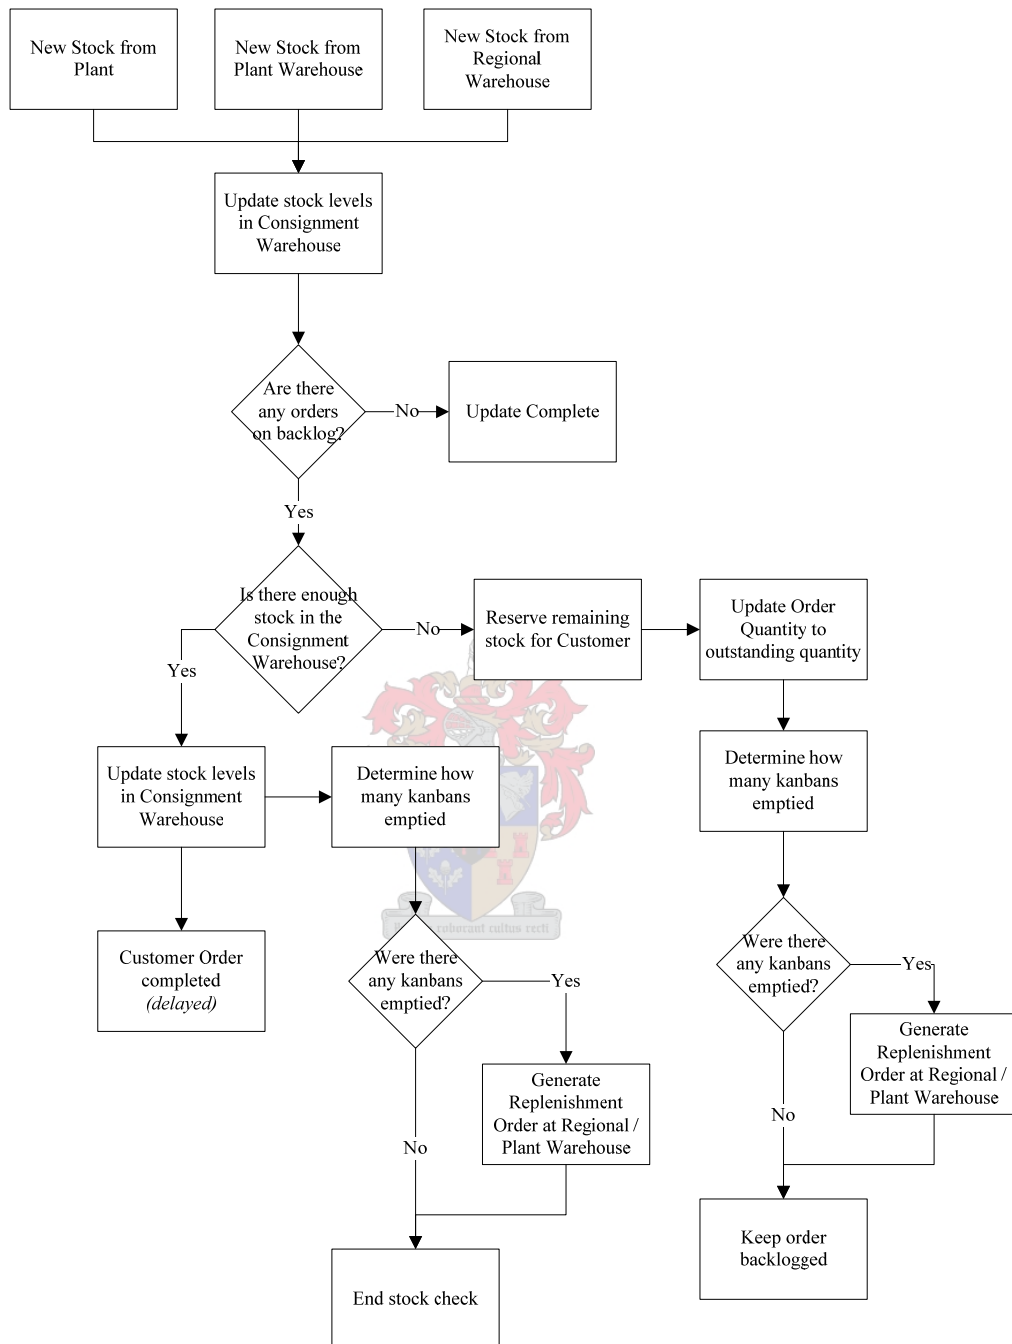 New Stock from
Plant
New Stock from
Plant Warehouse
New Stock from
Regional
Warehouse
Update stock levels
in Consignment
Warehouse
Are there
any orders
on backlog?
No
Update Complete
Yes
Is there enough
stock in the
Consignment
Warehouse?
No
Reserve remaining
stock for Customer
Update Order
Quantity to
outstanding quantity
Yes
Update stock levels
in Consignment
Warehouse
Determine how
many kanbans
emptied
Determine how
many kanbans
emptied
roborant cultus recti
Customer Order
completed
(delayed)
Were there
any kanbans
emptied?
Yes
Were there
any kanbans
emptied?
Yes
Generate
Replenishment
Order at Regional /
Plant Warehouse
Generate
Replenishment
Order at Regional /
Plant Warehouse
No
No
Keep order
backlogged
End stock check